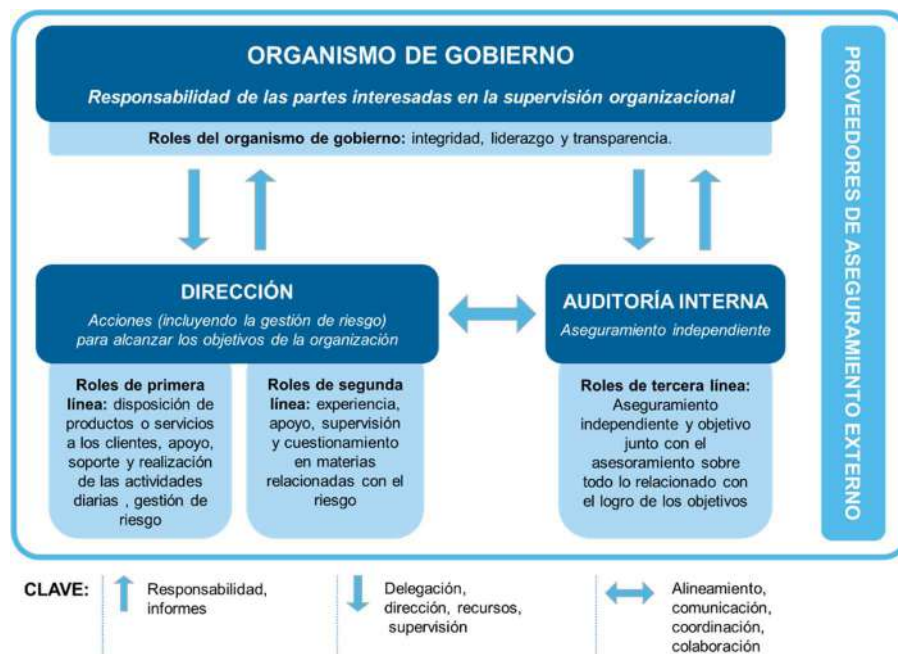 ORGANISMO DE GOBIERNO
Responsabilidad de las partes interesadas en la supervisión organizacional
Roles del organismo de gobierno: integridad, liderazgo y transparencia.
DIRECCIÓN
Acciones (incluyendo la gestión de riesgo)
para alcanzar los objetivos de la organización
Roles de primera
línea: disposición de
productos o servicios
a los clientes, apoyo,
soporte y realización
de las actividades
diarias , gestión de
riesgo
Roles de segunda
línea: experiencia,
apoyo, supervisión
y cuestionamiento
en materias
relacionadas con el
riesgo
AUDITORÍA INTERNA
Aseguramiento independiente
Roles de tercera línea:
Aseguramiento
independiente y objetivo
junto con el
asesoramiento sobre
todo lo relacionado con
el logro de los objetivos
PROVEEDORES DE ASEGURAMIENTO EXTERNO
CLAVE:
Responsabilidad,
informes
Delegación,
dirección, recursos,
supervisión
Alineamiento,
comunicación,
coordinación,
colaboración